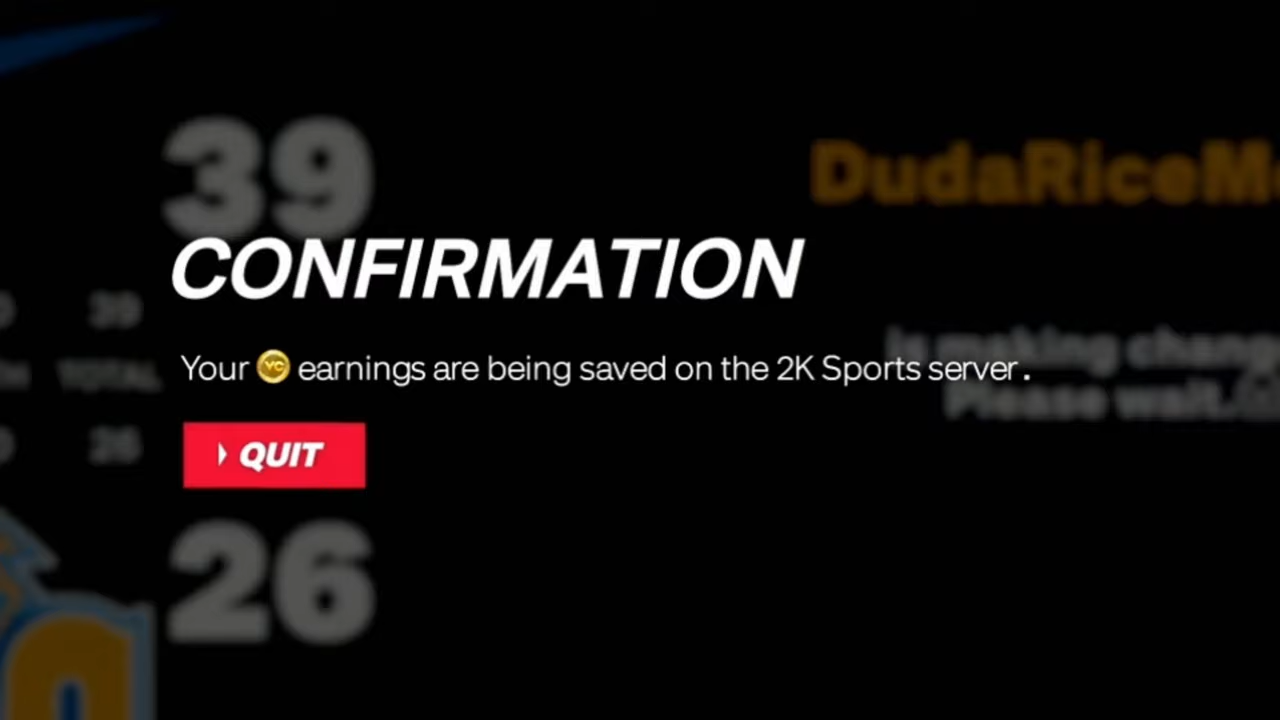 39
DudaRiceM
CONFIRMATION
39
Your VC earnings are being saved on the 2K Sports server.
is making chang
TOTAL
Please wait.
26
QUIT
26